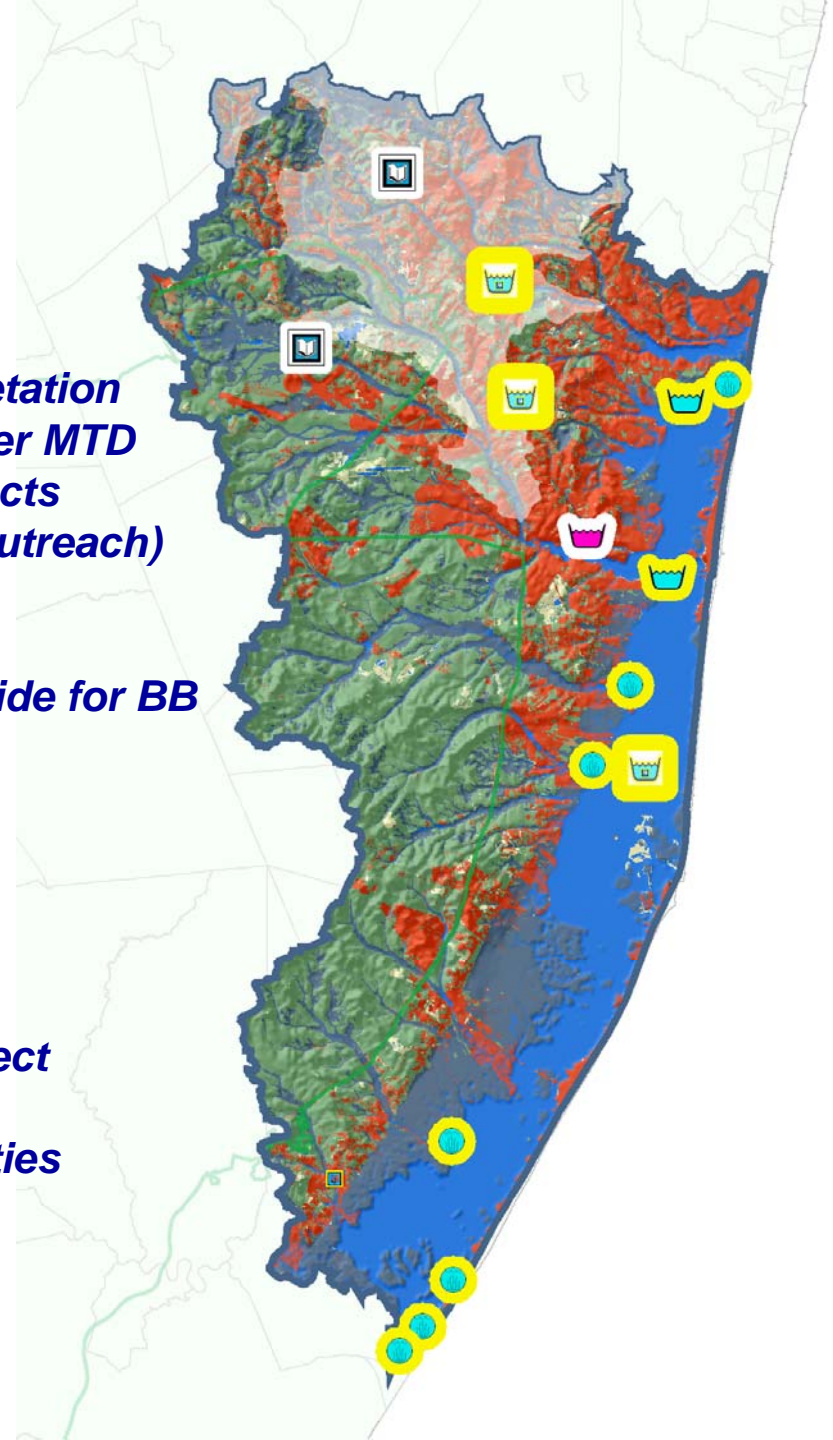 etation
er MTD
cts
utreach)
ide for BB
ect
ties